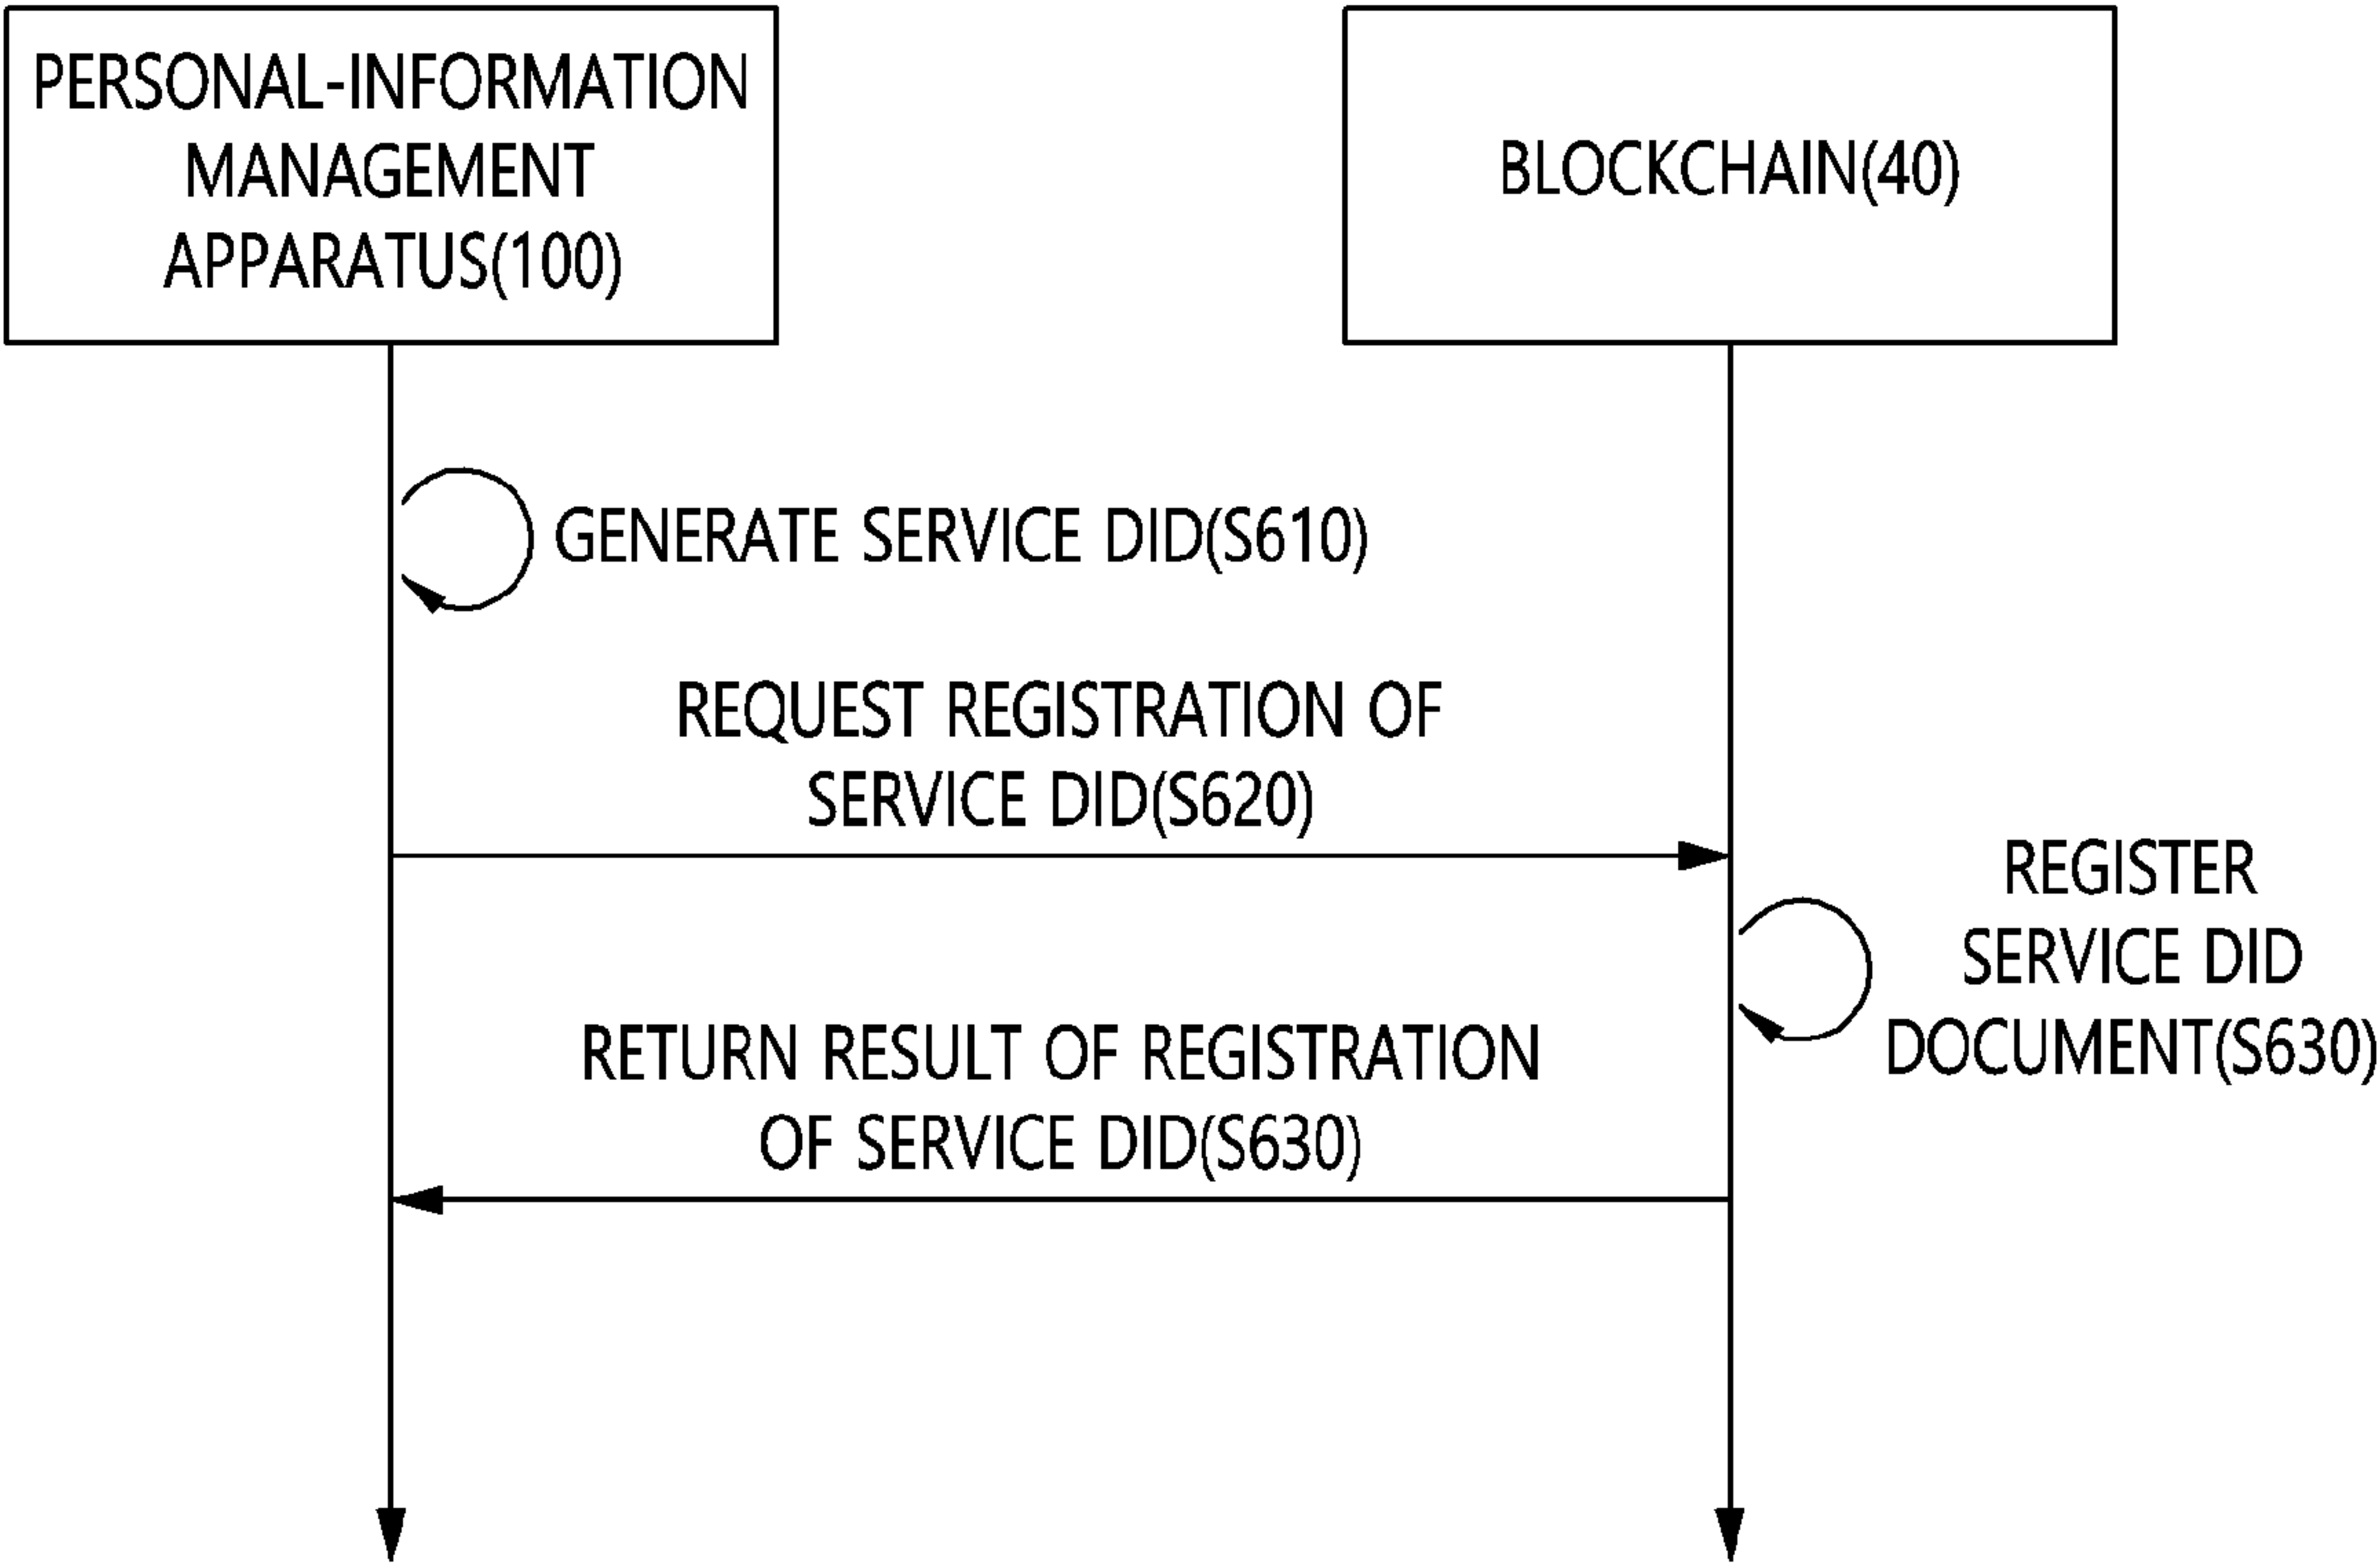 PERSONAL-INFORMATION
MANAGEMENT
APPARATUS(100)
BLOCKCHAIN(40)
GENERATE SERVICE DID(S610)
REQUEST REGISTRATION OF
SERVICE DID(S620)
REGISTER
SERVICE DID
DOCUMENT(S630)
RETURN RESULT OF REGISTRATION
OF SERVICE DID(S630)